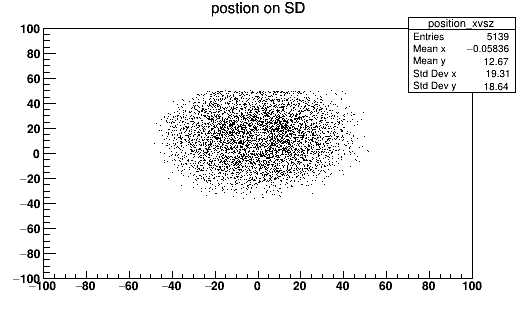 postion on SD
position_xvsz
Entries 5139
Mean x −0.05836
Mean y 12.67
Std Dev x 19.31
Std Dev y 18.64
100
80
60
40
20
0
−20
−40
−60
−80
−100
−100 −80 −60 −40 −20 0 20 40 60 80 100